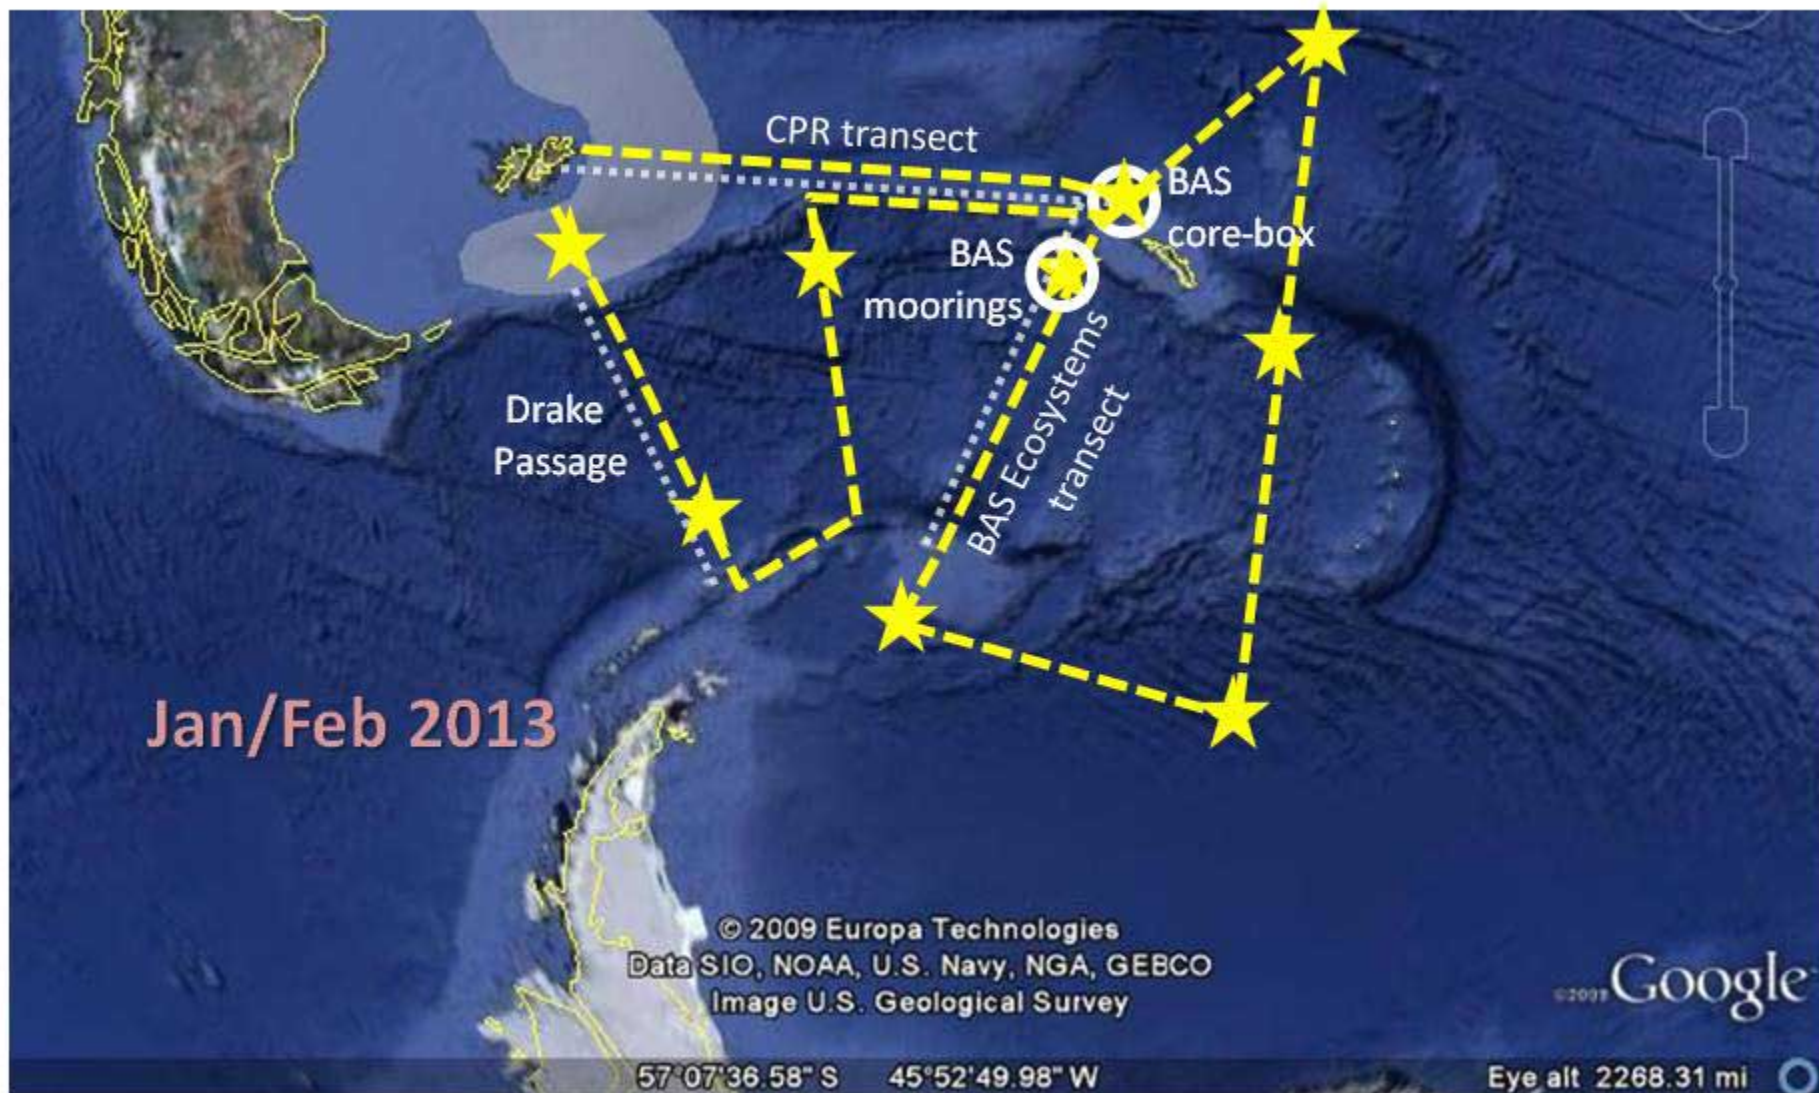 CPR transect
BAS
core-box
BAS
moorings
BAS Ecosystems
transect
Drake
Passage
Jan/Feb 2013
© 2009 Europa Technologies
Data SIO, NOAA, U.S. Navy, NGA, GEBCO
Image U.S. Geological Survey
©2009 Google
57°07'36.58" S 45°52'49.98" W
Eye alt 2268.31 mi